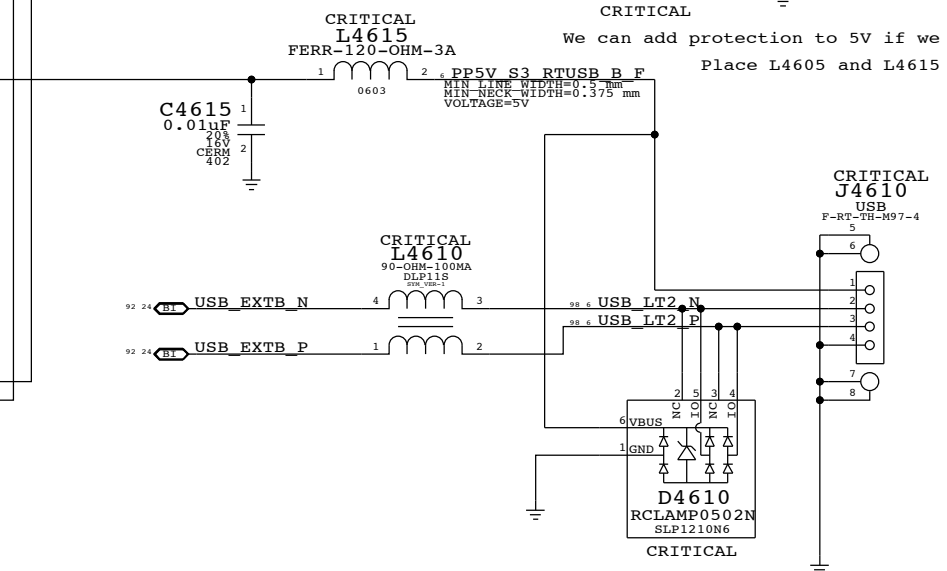 CRITICAL
We can add protection to 5V if we
Place L4605 and L4615
CRITICAL
L4615
FERR-120-OHM-3A
1
2
0603
6 PP5V_S3_RTUSB_B_F
MIN_LINE_WIDTH=0.5 mm
MIN_NECK_WIDTH=0.375 mm
VOLTAGE=5V
C4615
0.01uF
20%
16V
CERM
402
1
2
CRITICAL
J4610
USB
F-RT-TH-M97-4
5
6
1
2
3
4
7
8
CRITICAL
L4610
90-OHM-100MA
DLP11S
SYM_VER-1
92 24 BI USB_EXTB_N
4
3
98 6 USB_LT2_N
98 6 USB_LT2_P
92 24 BI USB_EXTB_P
1
2
2 5 3 4
NC IO NC IO
6 VBUS
1 GND
D4610
RCLAMP0502N
SLP1210N6
CRITICAL